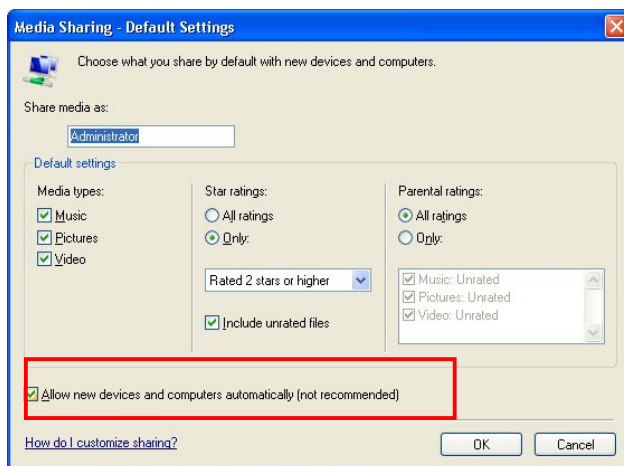 Media Sharing - Default Settings
Choose what you share by default with new devices and computers.
Share media as:
Administrator
Default settings
Media types:
Music
Pictures
Video
Star ratings:
All ratings
Only:
Rated 2 stars or higher
Include unrated files
Parental ratings:
All ratings
Only:
Music: Unrated
Pictures: Unrated
Video: Unrated
Allow new devices and computers automatically (not recommended)
How do I customize sharing?
OK
Cancel